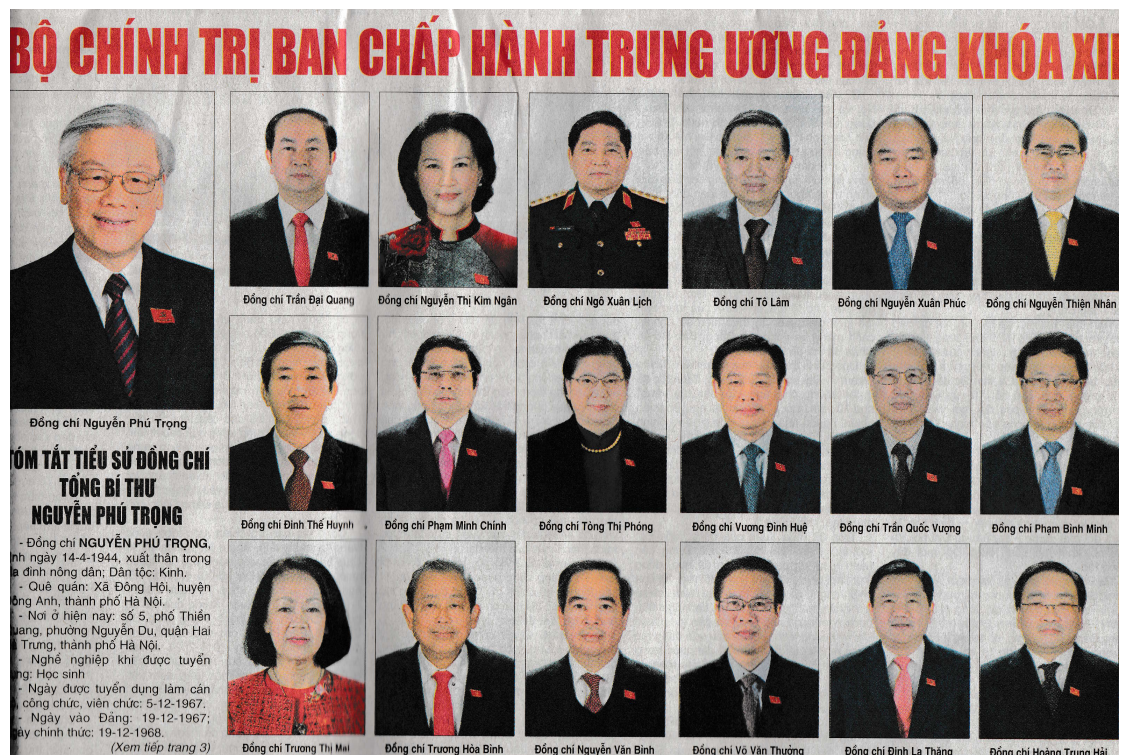 BỘ CHÍNH TRỊ BAN CHẤP HÀNH TRUNG ƯƠNG ĐẢNG KHÓA XII
Đồng chí Trần Đại Quang
Đồng chí Nguyễn Thị Kim Ngân
Đồng chí Ngô Xuân Lịch
Đồng chí Tô Lâm
Đồng chí Nguyễn Xuân Phúc
Đồng chí Nguyễn Thiện Nhân
Đồng chí Nguyễn Phú Trọng
Đồng chí Đinh Thế Huynh
Đồng chí Phạm Minh Chính
Đồng chí Tòng Thị Phóng
Đồng chí Vương Đình Huệ
Đồng chí Trần Quốc Vượng
Đồng chí Phạm Bình Minh
Đồng chí Trương Thị Mai
Đồng chí Trương Hòa Bình
Đồng chí Nguyễn Văn Bình
Đồng chí Võ Văn Thưởng
Đồng chí Đinh La Thăng
Đồng chí Hoàng Trung Hải
TÓM TẮT TIỂU SỬ ĐỒNG CHÍ
TỔNG BÍ THƯ
NGUYỄN PHÚ TRỌNG
- Đồng chí NGUYỄN PHÚ TRỌNG,
ngày 14-4-1944, xuất thân trong
đình nông dân; Dân tộc: Kinh.
- Quê quán: Xã Đông Hội, huyện
Anh, thành phố Hà Nội.
- Nơi ở hiện nay: số 5, phố Thiền
phường Nguyễn Du, quận Hai
Trưng, thành phố Hà Nội.
- Nghề nghiệp khi được tuyển
Học sinh
- Ngày được tuyển dụng làm cán
công chức, viên chức: 5-12-1967.
- Ngày vào Đảng: 19-12-1967;
chính thức: 19-12-1968.
(Xem tiếp trang 3)